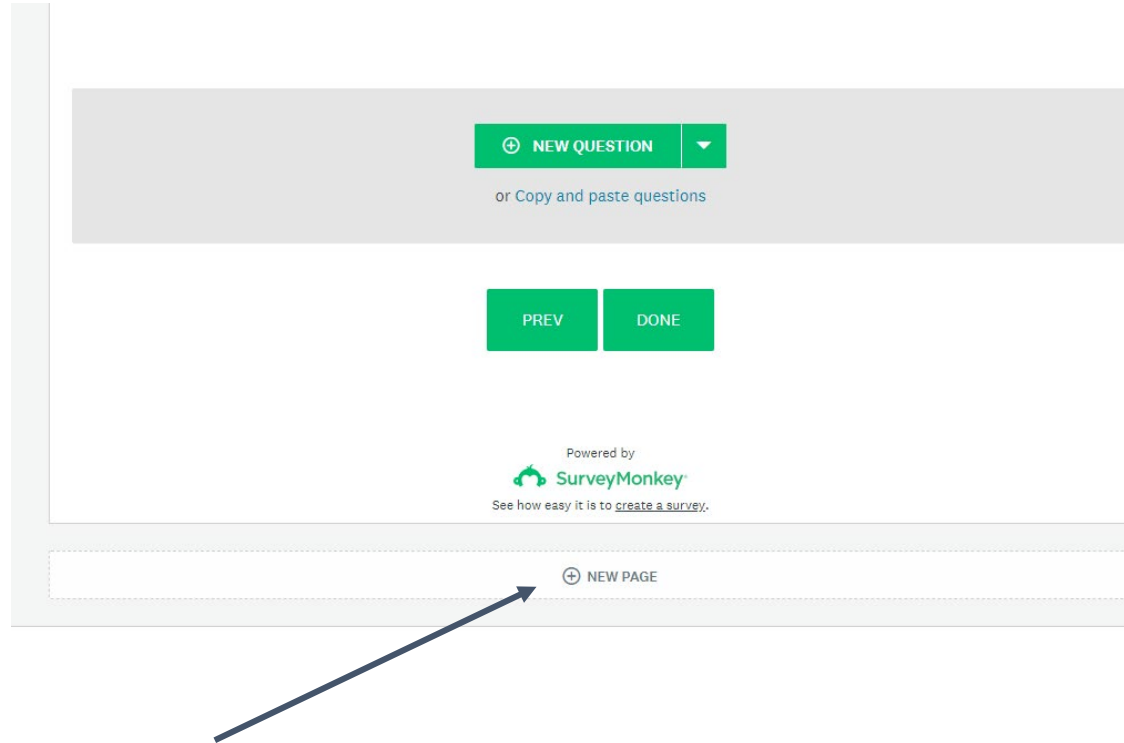 NEW QUESTION
or Copy and paste questions
PREV
DONE
Powered by
SurveyMonkey
See how easy it is to create a survey.
NEW PAGE